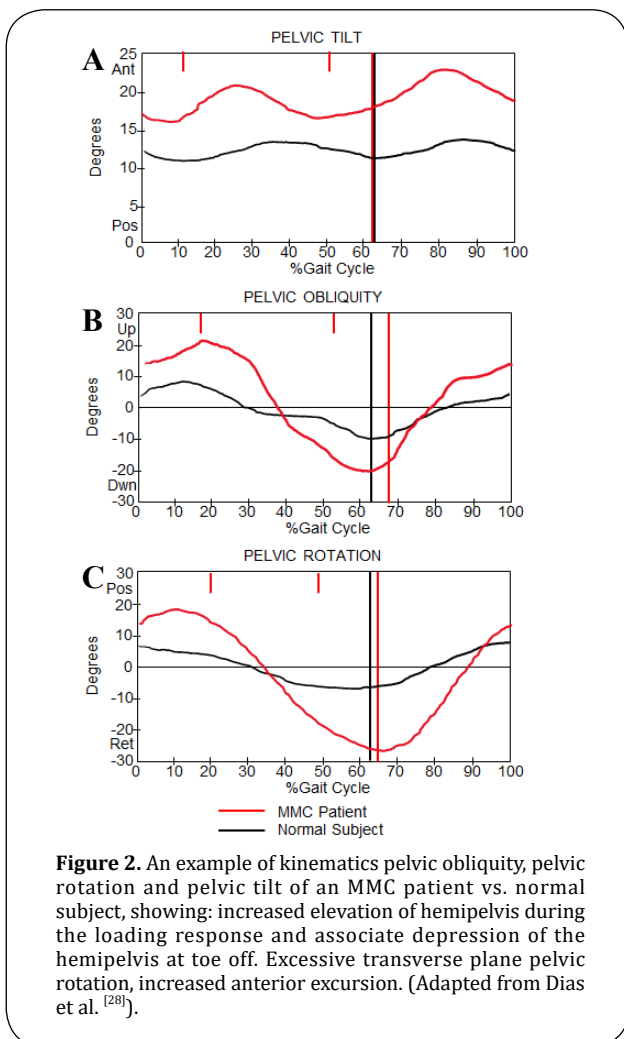 PELVIC TILT
A
25
Ant
20
15
Degrees
10
5
Pos
0
0 10 20 30 40 50 60 70 80 90 100
%Gait Cycle
PELVIC OBLIQUITY
B
30
Up
20
10
Degrees
0
-10
-20
Dwn
-30
0 10 20 30 40 50 60 70 80 90 100
%Gait Cycle
PELVIC ROTATION
C
30
Pos
20
10
Degrees
0
-10
-20
Ret
-30
0 10 20 30 40 50 60 70 80 90 100
%Gait Cycle
MMC Patient
Normal Subject
Figure 2. An example of kinematics pelvic obliquity, pelvic
rotation and pelvic tilt of an MMC patient vs. normal
subject, showing: increased elevation of hemipelvis during
the loading response and associate depression of the
hemipelvis at toe off. Excessive transverse plane pelvic
rotation, increased anterior excursion. (Adapted from Dias
et al. [28]).